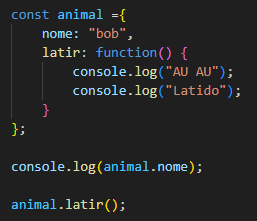 const animal ={
    nome: "bob",
    latir: function() {
        console.log("AU AU");
        console.log("Latido");
    }
};

console.log(animal.nome);

animal.latir();